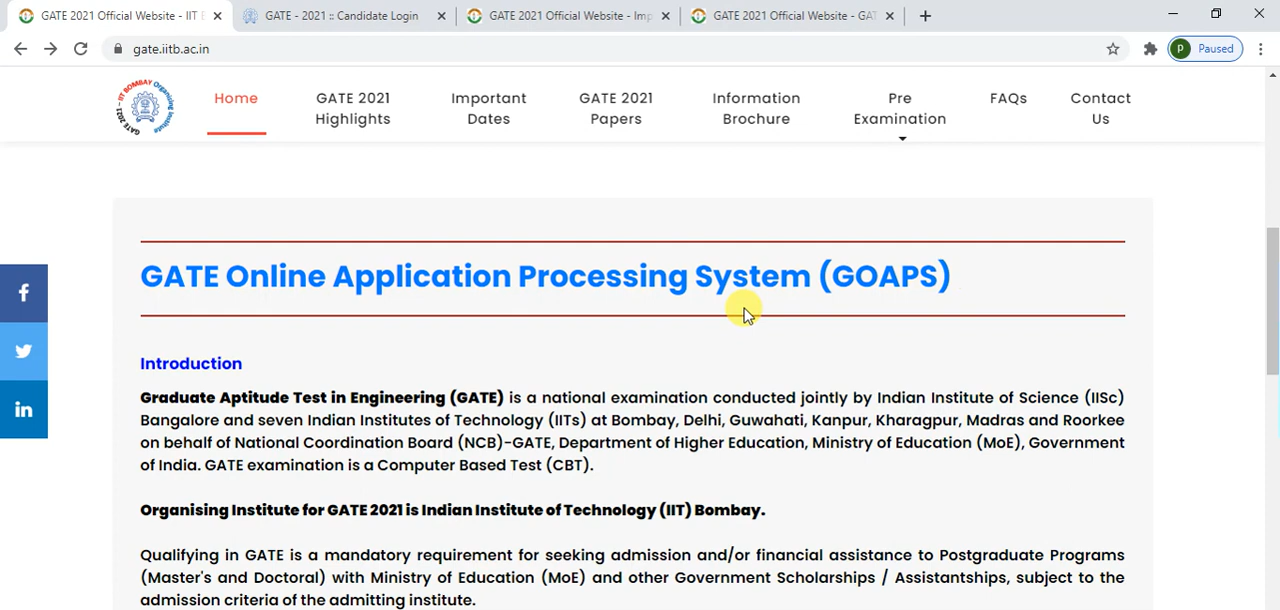 GATE 2021 Official Website - IIT B
GATE - 2021 :: Candidate Login
GATE 2021 Official Website - Imp
GATE 2021 Official Website - GAT
gate.iitb.ac.in
P Paused
GATE 2021 - IIT BOMBAY Organising Institute
Home
GATE 2021 Highlights
Important Dates
GATE 2021 Papers
Information Brochure
Pre Examination
FAQs
Contact Us
GATE Online Application Processing System (GOAPS)
Introduction
Graduate Aptitude Test in Engineering (GATE) is a national examination conducted jointly by Indian Institute of Science (IISc)
Bangalore and seven Indian Institutes of Technology (IITs) at Bombay, Delhi, Guwahati, Kanpur, Kharagpur, Madras and Roorkee
on behalf of National Coordination Board (NCB)-GATE, Department of Higher Education, Ministry of Education (MoE), Government
of India. GATE examination is a Computer Based Test (CBT).
Organising Institute for GATE 2021 is Indian Institute of Technology (IIT) Bombay.
Qualifying in GATE is a mandatory requirement for seeking admission and/or financial assistance to Postgraduate Programs
(Master's and Doctoral) with Ministry of Education (MoE) and other Government Scholarships / Assistantships, subject to the
admission criteria of the admitting institute.